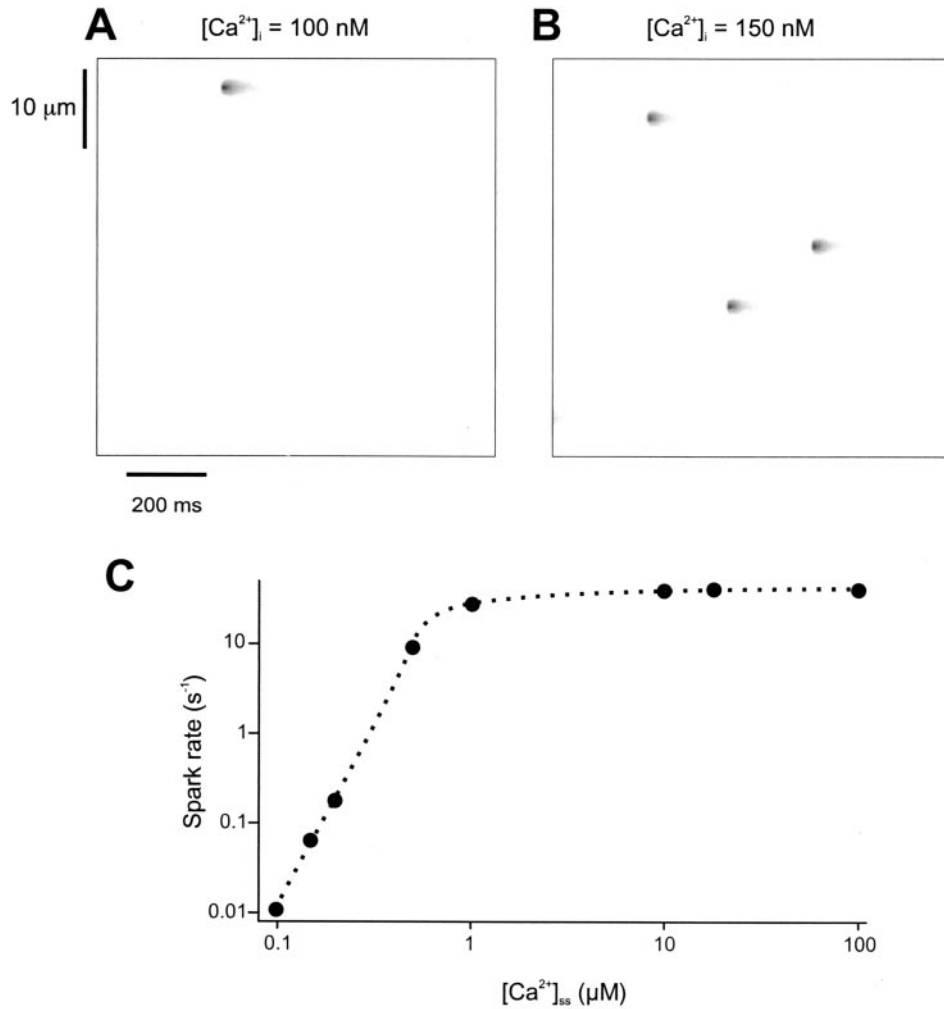 A
[Ca²⁺]ᵢ = 100 nM
B
[Ca²⁺]ᵢ = 150 nM
10 µm
200 ms
C
Spark rate (s⁻¹)
10
1
0.1
0.01
0.1
1
10
100
[Ca²⁺]ₛₛ (µM)